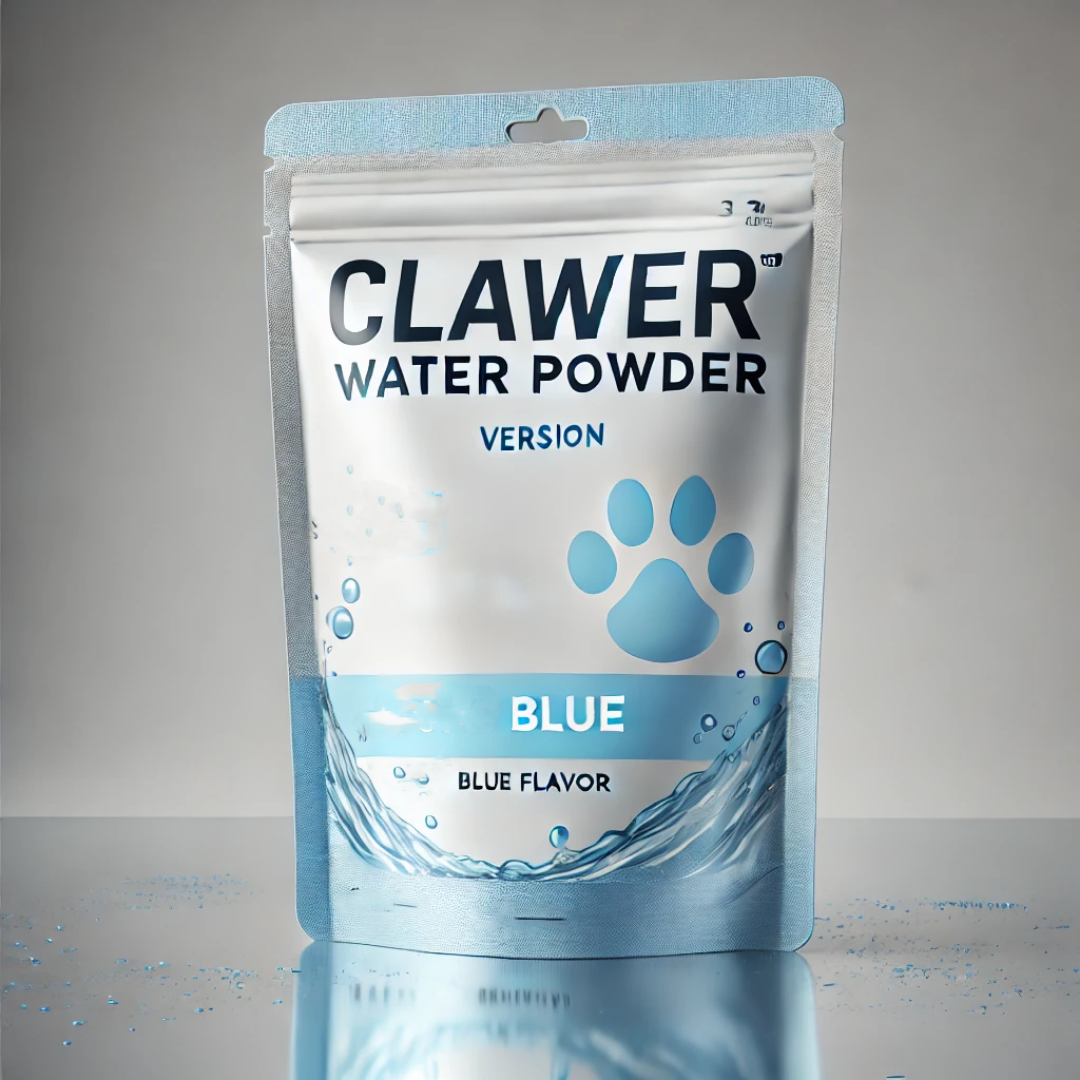 CLAWER
WATER POWDER
VERSION
BLUE
BLUE FLAVOR